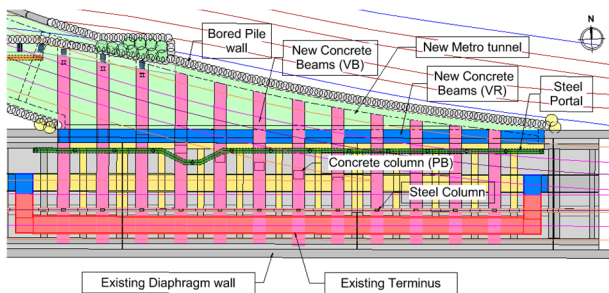 Bored Pile
wall
New Concrete
Beams (VB)
New Metro tunnel
N
New Concrete
Beams (VR)
Steel
Portal
Concrete column (PB)
Steel Column
Existing Diaphragm wall
Existing Terminus